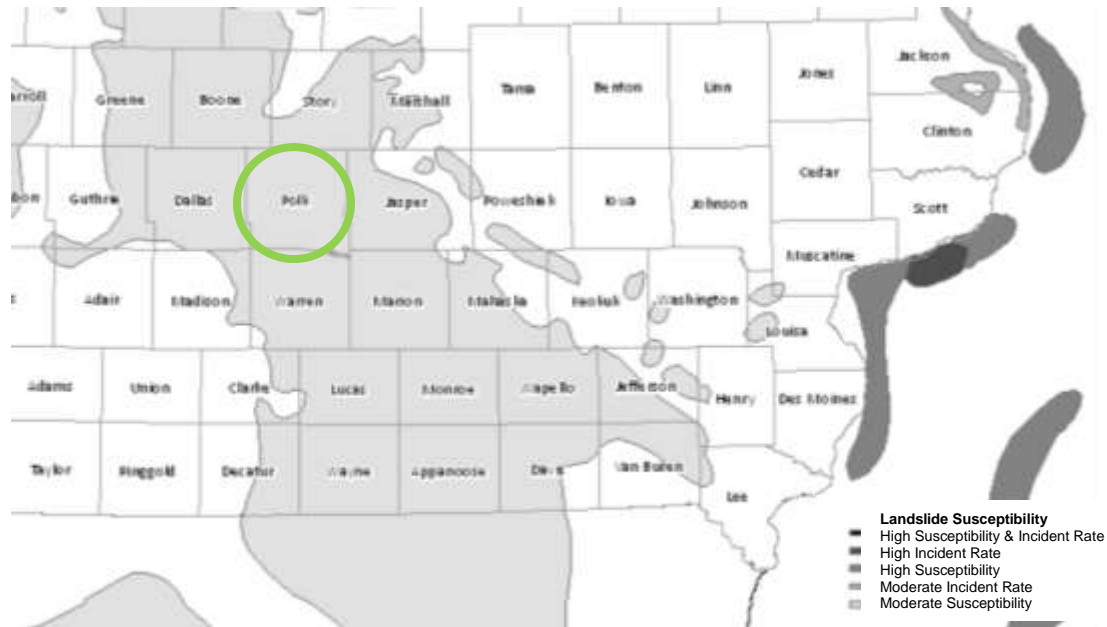 Jackson
Jones
Tama
Benton
Linn
Greene
Boone
Story
Marshall
Clinton
Cedar
Guthrie
Dallas
Polk
Jasper
Poweshiek
Iowa
Johnson
Scott
Muscatine
Adair
Madison
Warren
Marion
Mahaska
Keokuk
Washington
Louisa
Adams
Union
Clarke
Lucas
Monroe
Wapello
Jefferson
Henry
Des Moines
Taylor
Ringgold
Decatur
Wayne
Appanoose
Davis
Van Buren
Lee
Landslide Susceptibility
High Susceptibility & Incident Rate
High Incident Rate
High Susceptibility
Moderate Incident Rate
Moderate Susceptibility